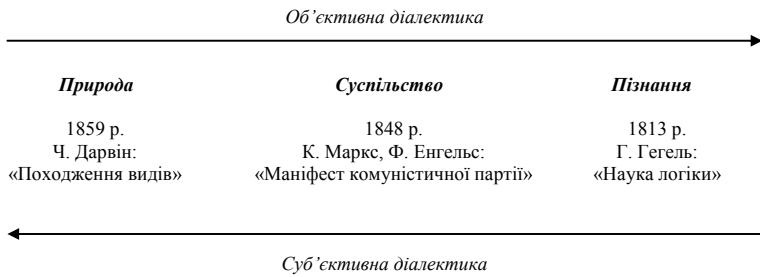 Об’єктивна діалектика
Природа Суспільство Пізнання
1859 р. 1848 р. 1813 р.
Ч. Дарвін: К. Маркс, Ф. Енгельс: Г. Гегель:
«Походження видів» «Маніфест комуністичної партії» «Наука логіки»
Суб’єктивна діалектика